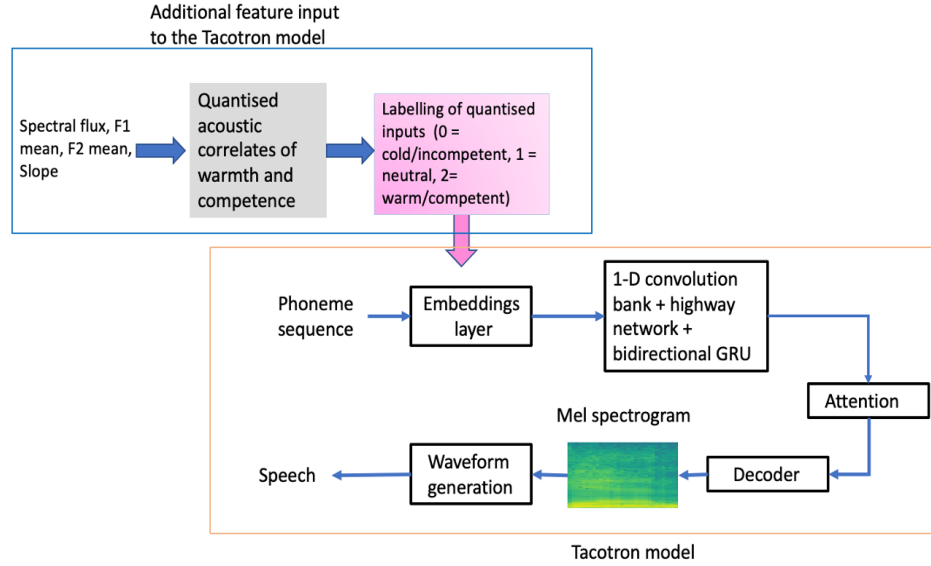 Additional feature input
to the Tacotron model
Spectral flux, F1
mean, F2 mean,
Slope
Quantised
acoustic
correlates of
warmth and
competence
Labelling of quantised
inputs (0 =
cold/incompetent, 1 =
neutral, 2=
warm/competent)
Phoneme
sequence
Embeddings
layer
1-D convolution
bank + highway
network +
bidirectional GRU
Attention
Mel spectrogram
Speech
Waveform
generation
Decoder
Tacotron model